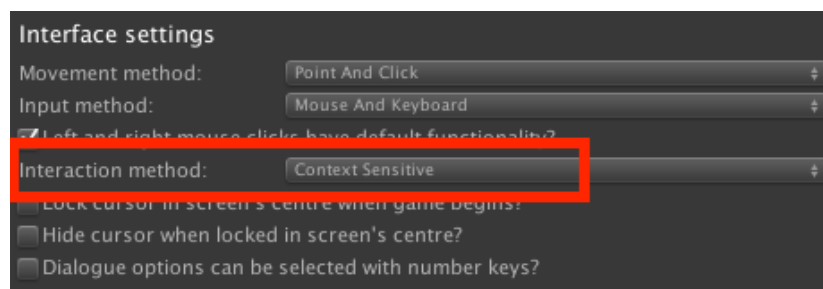 Interface settings
Movement method: Point And Click
Input method: Mouse And Keyboard
Left and right mouse clicks have default functionality?
Interaction method: Context Sensitive
Lock cursor in screen's centre when game begins?
Hide cursor when locked in screen's centre?
Dialogue options can be selected with number keys?